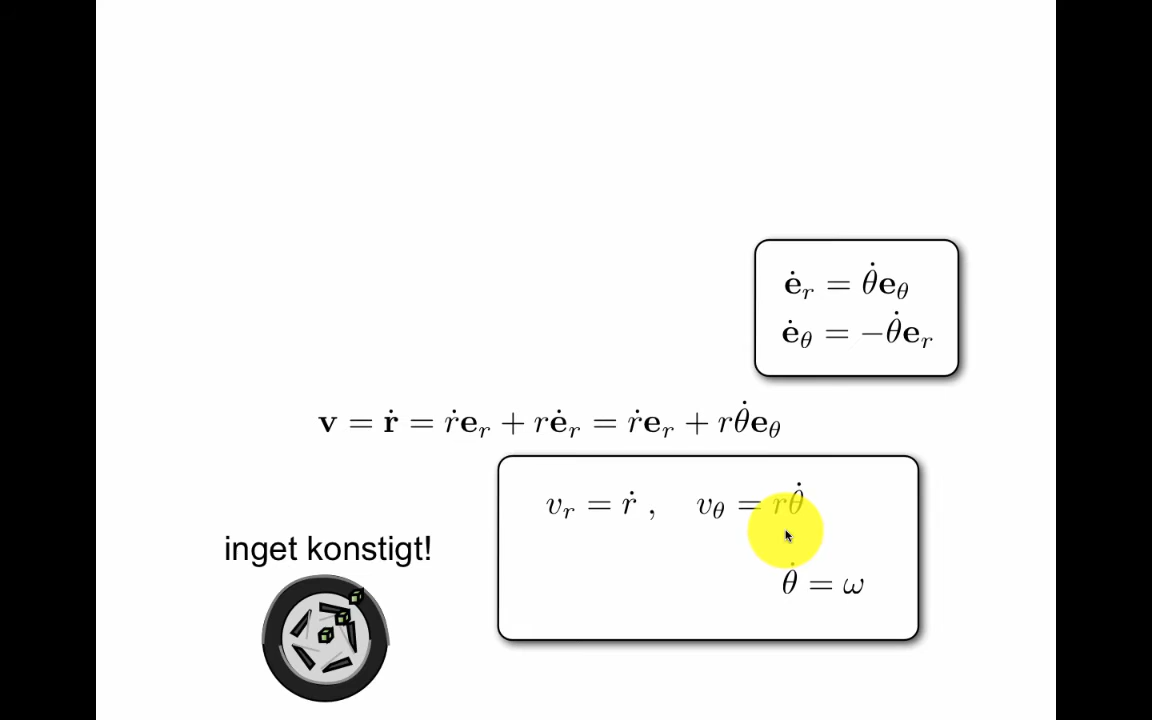 ė_r = θ̇e_θ
ė_θ = −θ̇e_r
v = ṙ = ṙe_r + rė_r = ṙe_r + rθ̇e_θ
v_r = ṙ , v_θ = rθ̇
inget konstigt!
θ̇ = ω